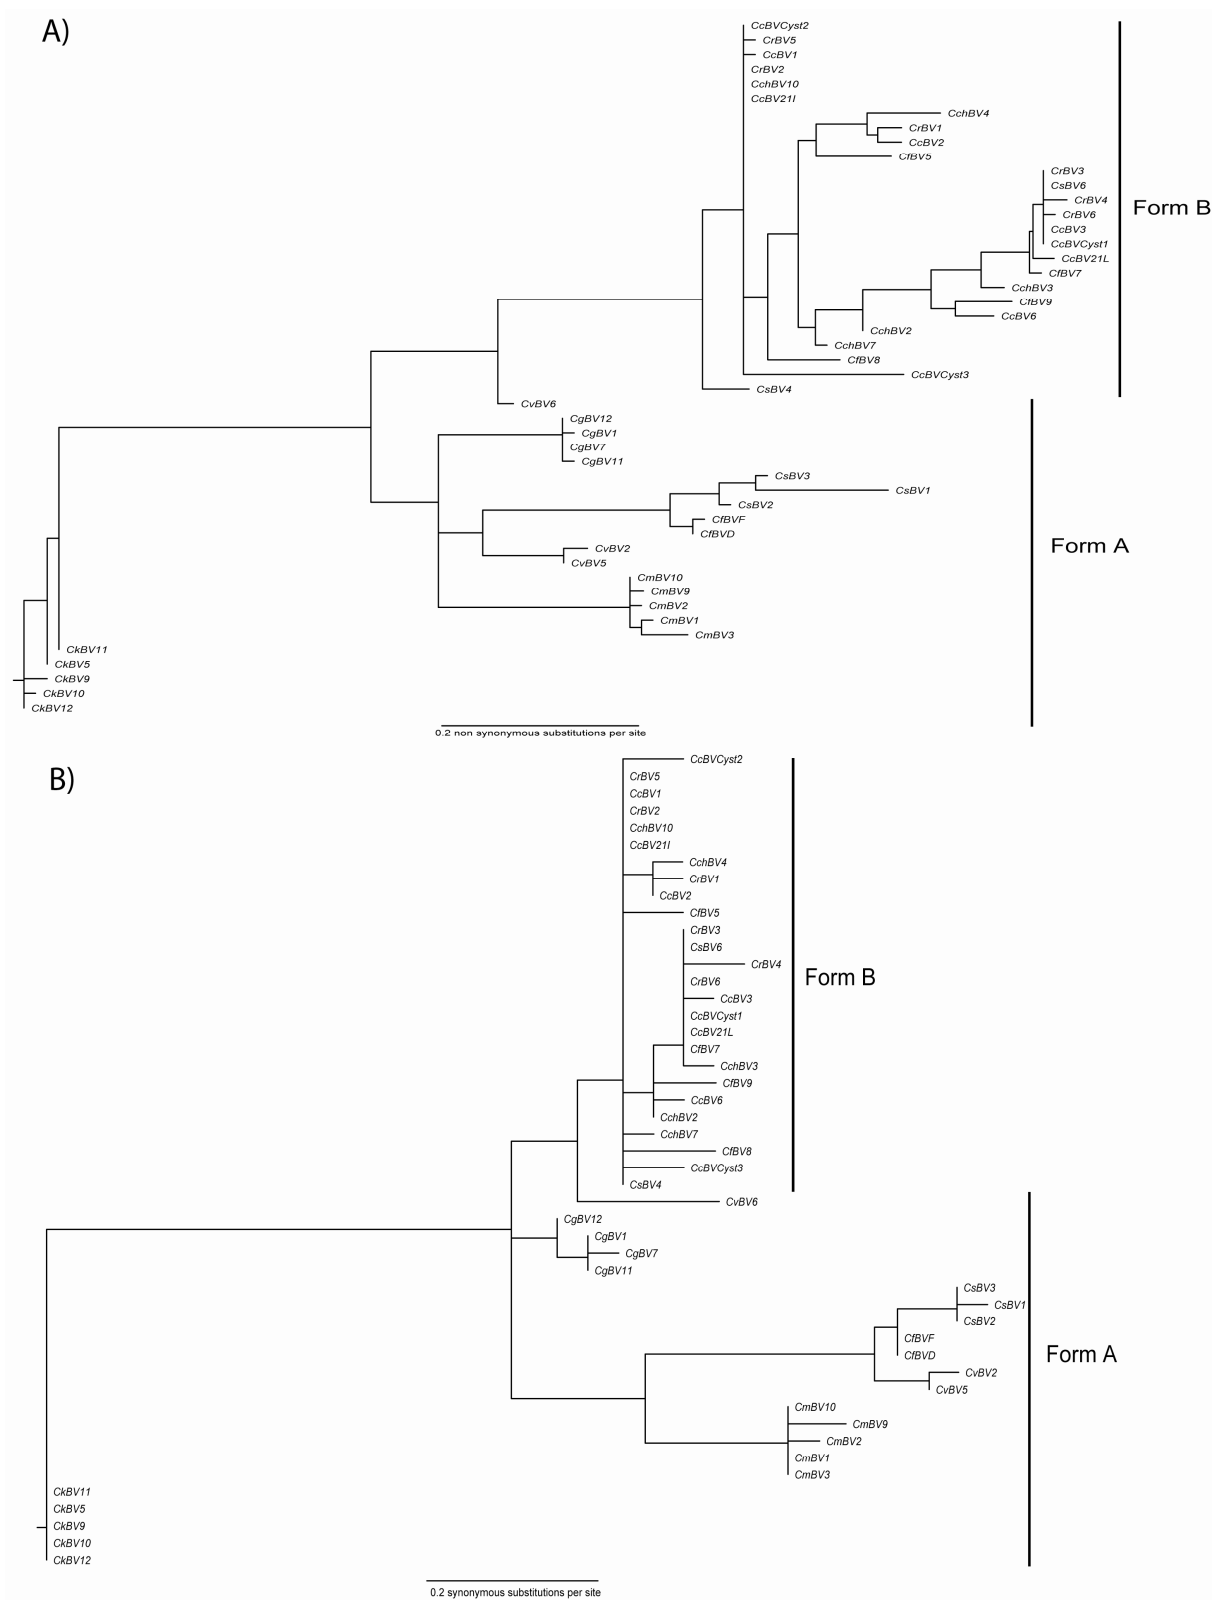 A)
CcBVCyst2
CrBV5
CcBV1
CrBV2
CchBV10
CcBV21I
CchBV4
CrBV1
CcBV2
CfBV5
CrBV3
CsBV6
CrBV4
CrBV6
CcBV3
CcBVCyst1
CcBV21L
CfBV7
CchBV3
CfBV9
CcBV6
CchBV2
CchBV7
CfBV8
CcBVCyst3
CsBV4
Form B
CvBV6
CgBV12
CgBV1
CgBV7
CgBV11
CsBV3
CsBV1
CsBV2
CfBVF
CfBVD
CvBV2
CvBV5
CmBV10
CmBV9
CmBV2
CmBV1
CmBV3
CkBV11
CkBV5
CkBV9
CkBV10
CkBV12
Form A
0.2 non synonymous substitutions per site
B)
CcBVCyst2
CrBV5
CcBV1
CrBV2
CchBV10
CcBV21I
CchBV4
CrBV1
CcBV2
CfBV5
CrBV3
CsBV6
CrBV4
CrBV6
CcBV3
CcBVCyst1
CcBV21L
CfBV7
CchBV3
CfBV9
CcBV6
CchBV2
CchBV7
CfBV8
CcBVCyst3
CsBV4
Form B
CvBV6
CgBV12
CgBV1
CgBV7
CgBV11
CsBV3
CsBV1
CsBV2
CfBVF
CfBVD
CvBV2
CvBV5
CmBV10
CmBV9
CmBV2
CmBV1
CmBV3
CkBV11
CkBV5
CkBV9
CkBV10
CkBV12
Form A
0.2 synonymous substitutions per site